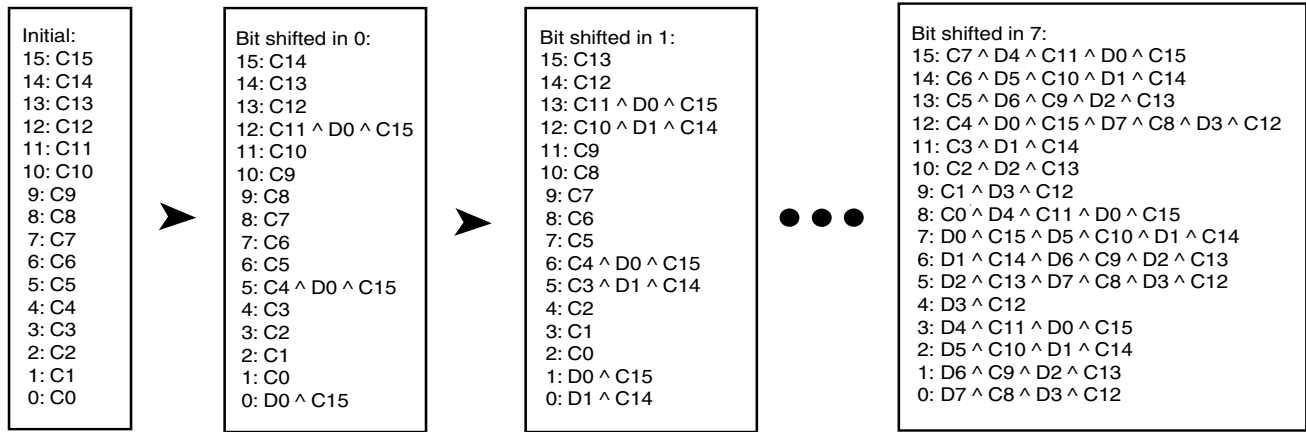 Initial:
15: C15
14: C14
13: C13
12: C12
11: C11
10: C10
9: C9
8: C8
7: C7
6: C6
5: C5
4: C4
3: C3
2: C2
1: C1
0: C0
Bit shifted in 0:
15: C14
14: C13
13: C12
12: C11 ^ D0 ^ C15
11: C10
10: C9
9: C8
8: C7
7: C6
6: C5
5: C4 ^ D0 ^ C15
4: C3
3: C2
2: C1
1: C0
0: D0 ^ C15
Bit shifted in 1:
15: C13
14: C12
13: C11 ^ D0 ^ C15
12: C10 ^ D1 ^ C14
11: C9
10: C8
9: C7
8: C6
7: C5
6: C4 ^ D0 ^ C15
5: C3 ^ D1 ^ C14
4: C2
3: C1
2: C0
1: D0 ^ C15
0: D1 ^ C14
Bit shifted in 7:
15: C7 ^ D4 ^ C11 ^ D0 ^ C15
14: C6 ^ D5 ^ C10 ^ D1 ^ C14
13: C5 ^ D6 ^ C9 ^ D2 ^ C13
12: C4 ^ D0 ^ C15 ^ D7 ^ C8 ^ D3 ^ C12
11: C3 ^ D1 ^ C14
10: C2 ^ D2 ^ C13
9: C1 ^ D3 ^ C12
8: C0 ^ D4 ^ C11 ^ D0 ^ C15
7: D0 ^ C15 ^ D5 ^ C10 ^ D1 ^ C14
6: D1 ^ C14 ^ D6 ^ C9 ^ D2 ^ C13
5: D2 ^ C13 ^ D7 ^ C8 ^ D3 ^ C12
4: D3 ^ C12
3: D4 ^ C11 ^ D0 ^ C15
2: D5 ^ C10 ^ D1 ^ C14
1: D6 ^ C9 ^ D2 ^ C13
0: D7 ^ C8 ^ D3 ^ C12